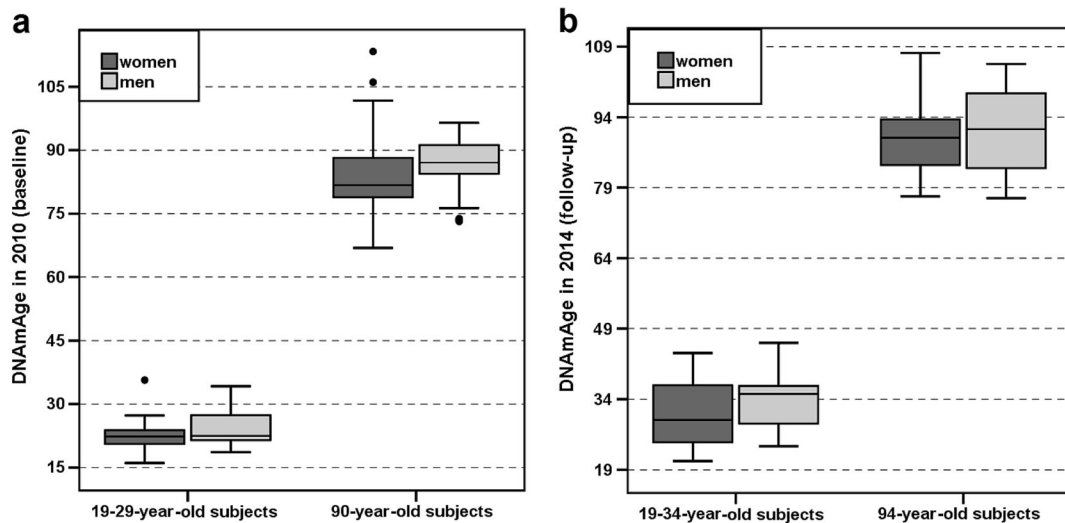 a
women
men
DNAmAge in 2010 (baseline)
105
90
75
60
45
30
15
19-29-year-old subjects
90-year-old subjects
b
women
men
DNAmAge in 2014 (follow-up)
109
94
79
64
49
34
19
19-34-year-old subjects
94-year-old subjects